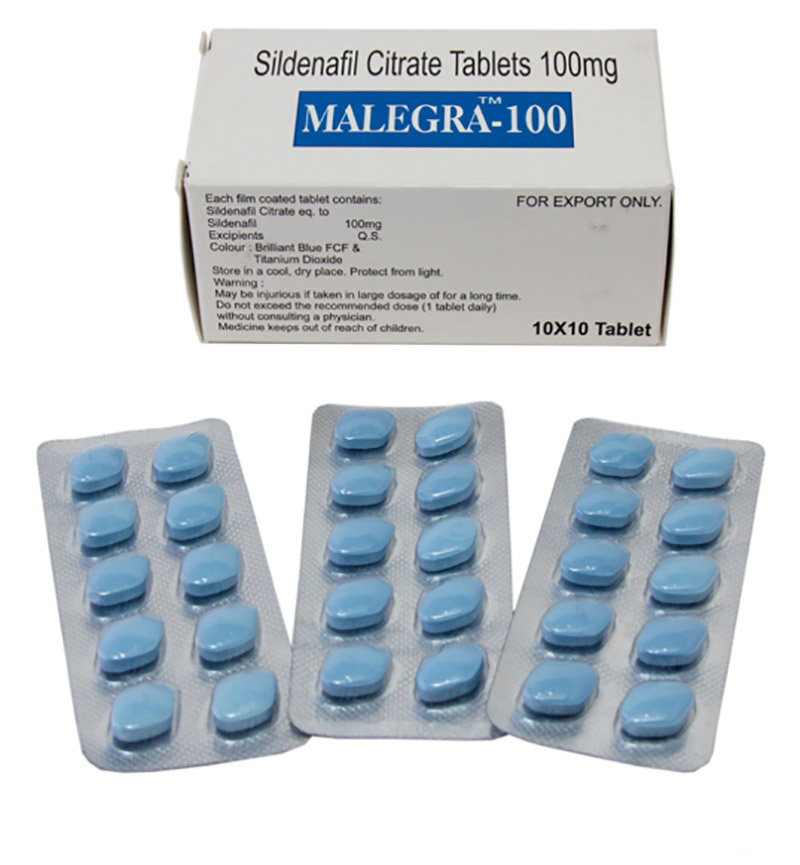 Sildenafil Citrate Tablets 100mg
MALEGRA™-100
Each film coated tablet contains:
Sildenafil Citrate eq. to
Sildenafil 100mg
Excipients Q.S.
Colour : Brilliant Blue FCF &
Titanium Dioxide
Store in a cool, dry place. Protect from light.
Warning :
May be injurious if taken in large dosage of for a long time.
Do not exceed the recommended dose (1 tablet daily)
without consulting a physician.
Medicine keeps out of reach of children.
FOR EXPORT ONLY.
10X10 Tablet